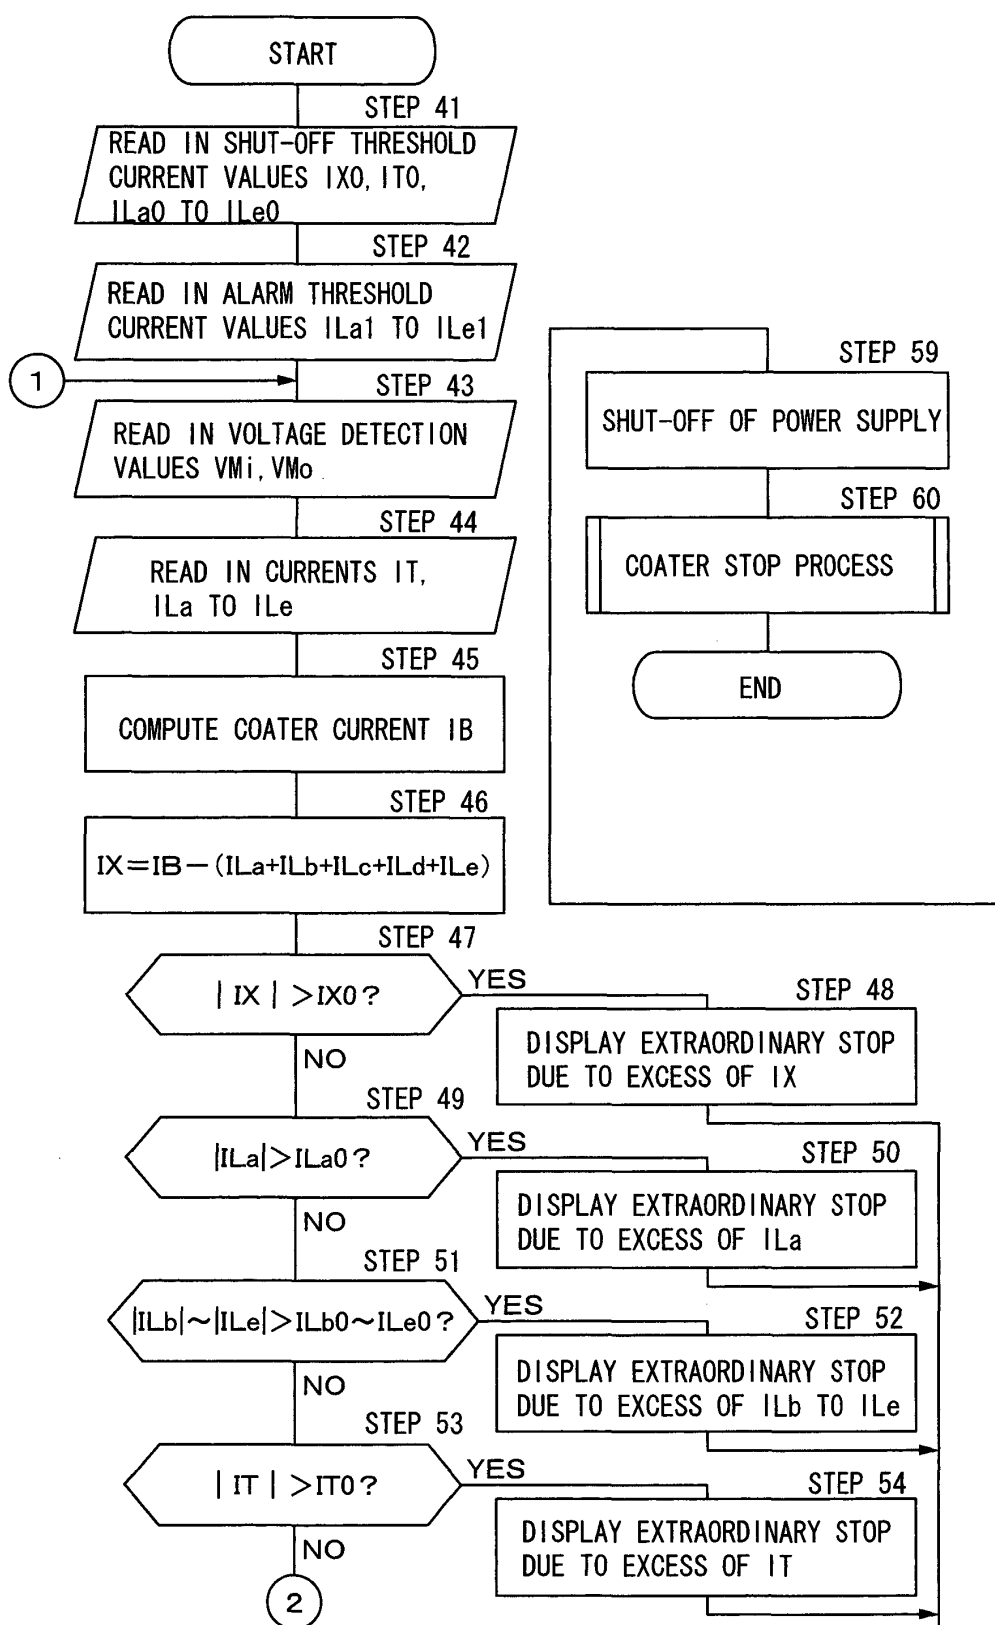 START
STEP 41
READ IN SHUT-OFF THRESHOLD
CURRENT VALUES IX0, IT0,
ILa0 TO ILe0
STEP 42
READ IN ALARM THRESHOLD
CURRENT VALUES ILa1 TO ILe1
1
STEP 43
READ IN VOLTAGE DETECTION
VALUES VMi, VMo
STEP 44
READ IN CURRENTS IT,
ILa TO ILe
STEP 45
COMPUTE COATER CURRENT IB
STEP 46
IX=IB-(ILa+ILb+ILc+ILd+ILe)
STEP 47
| IX | >IX0?
YES
NO
STEP 48
DISPLAY EXTRAORDINARY STOP
DUE TO EXCESS OF IX
STEP 49
|ILa|>ILa0?
YES
NO
STEP 50
DISPLAY EXTRAORDINARY STOP
DUE TO EXCESS OF ILa
STEP 51
|ILb|~|ILe|>ILb0~ILe0?
YES
NO
STEP 52
DISPLAY EXTRAORDINARY STOP
DUE TO EXCESS OF ILb TO ILe
STEP 53
| IT | >IT0?
YES
NO
STEP 54
DISPLAY EXTRAORDINARY STOP
DUE TO EXCESS OF IT
2
STEP 59
SHUT-OFF OF POWER SUPPLY
STEP 60
COATER STOP PROCESS
END